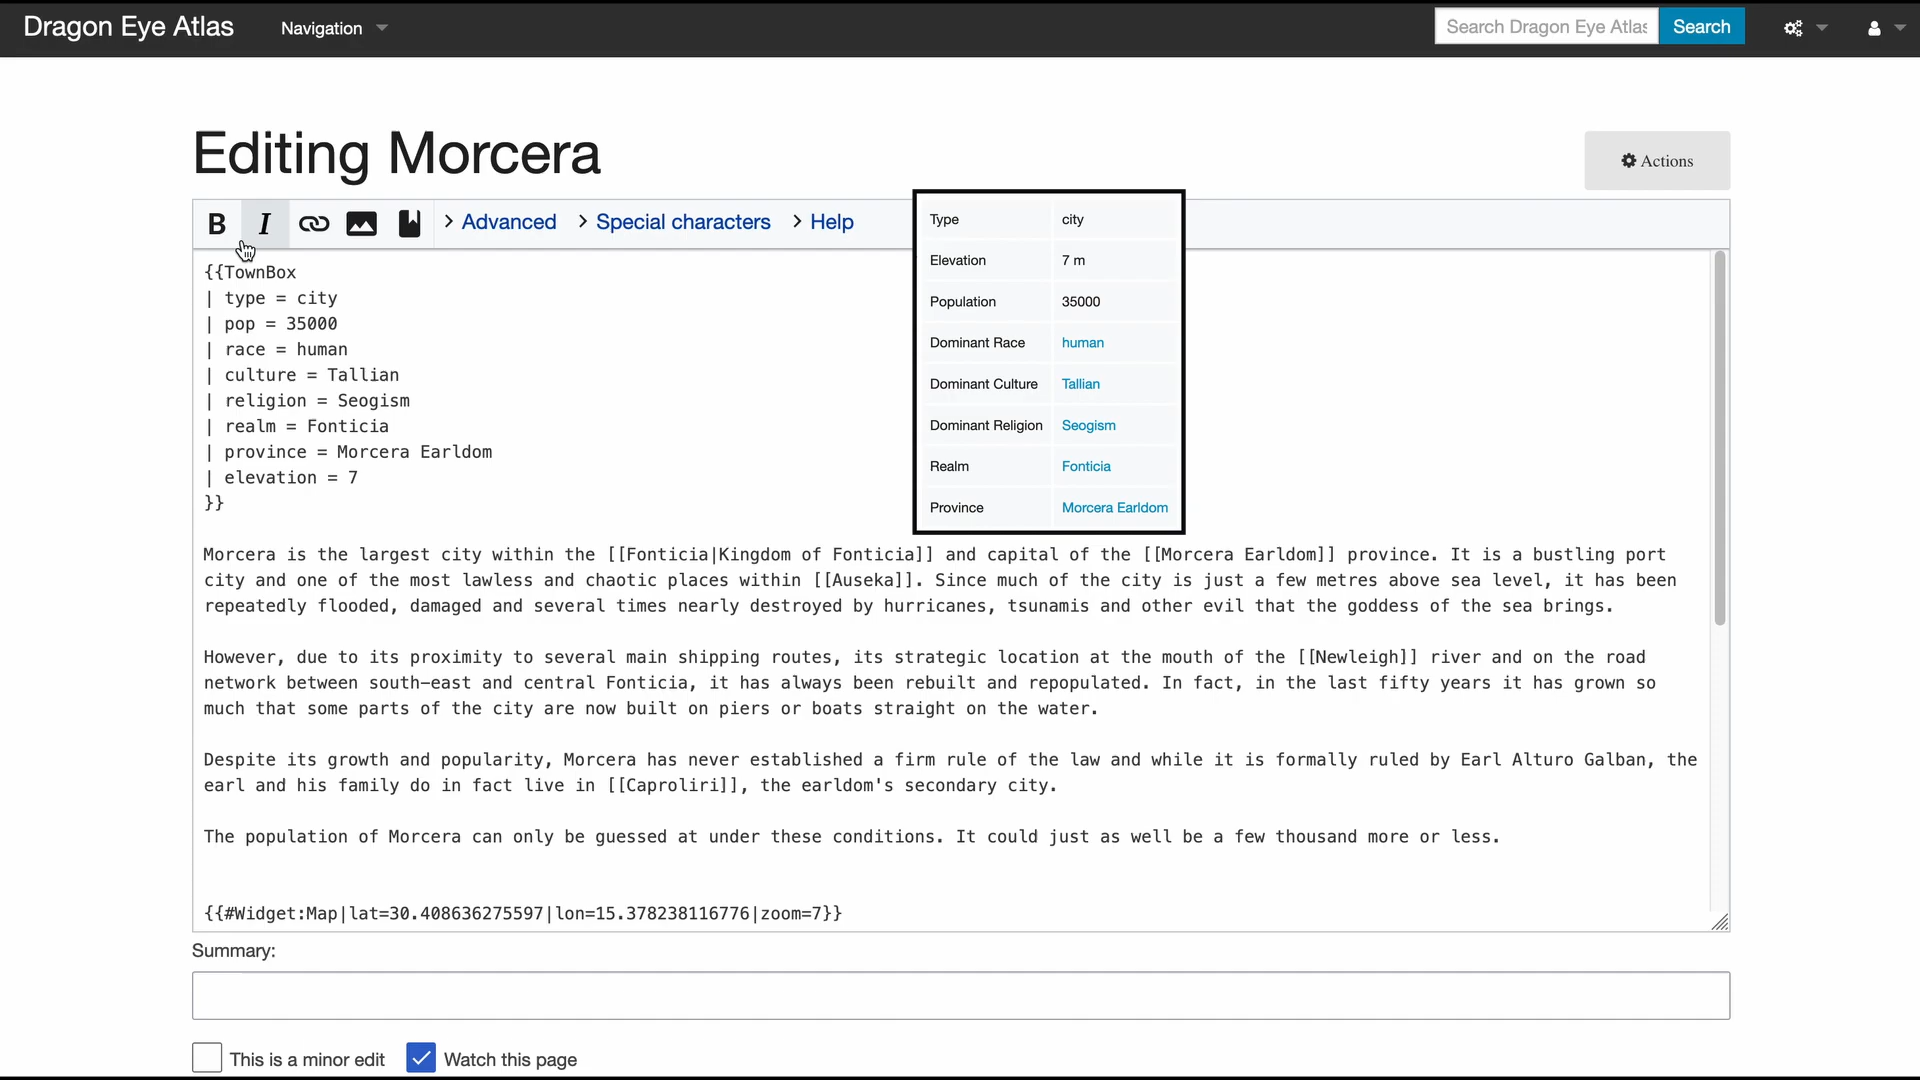 Dragon Eye Atlas
Navigation
Search Dragon Eye Atlas
Search
Editing Morcera
Actions
B I
Advanced
Special characters
Help
{{TownBox
| type = city
| pop = 35000
| race = human
| culture = Tallian
| religion = Seogism
| realm = Fonticia
| province = Morcera Earldom
| elevation = 7
}}
Type city
Elevation 7 m
Population 35000
Dominant Race human
Dominant Culture Tallian
Dominant Religion Seogism
Realm Fonticia
Province Morcera Earldom
Morcera is the largest city within the [[Fonticia|Kingdom of Fonticia]] and capital of the [[Morcera Earldom]] province. It is a bustling port
city and one of the most lawless and chaotic places within [[Auseka]]. Since much of the city is just a few metres above sea level, it has been
repeatedly flooded, damaged and several times nearly destroyed by hurricanes, tsunamis and other evil that the goddess of the sea brings.
However, due to its proximity to several main shipping routes, its strategic location at the mouth of the [[Newleigh]] river and on the road
network between south-east and central Fonticia, it has always been rebuilt and repopulated. In fact, in the last fifty years it has grown so
much that some parts of the city are now built on piers or boats straight on the water.
Despite its growth and popularity, Morcera has never established a firm rule of the law and while it is formally ruled by Earl Alturo Galban, the
earl and his family do in fact live in [[Caproliri]], the earldom's secondary city.
The population of Morcera can only be guessed at under these conditions. It could just as well be a few thousand more or less.
{{#Widget:Map|lat=30.408636275597|lon=15.378238116776|zoom=7}}
Summary:
This is a minor edit
Watch this page